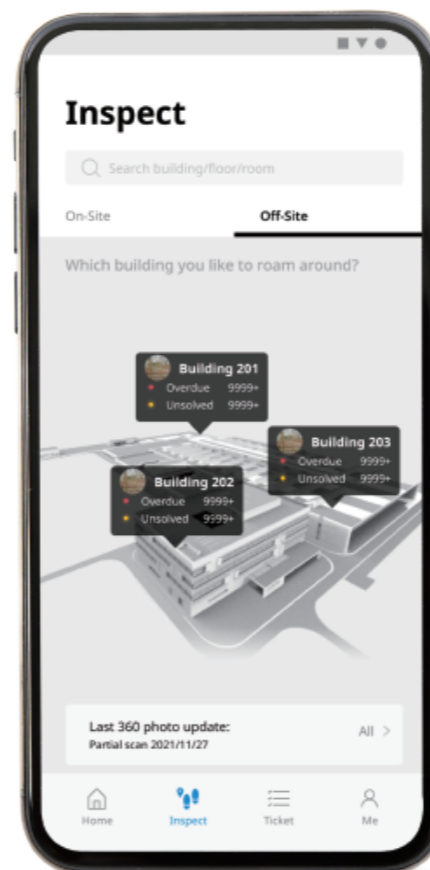 Inspect
Search building/floor/room
On-Site Off-Site
Which building you like to roam around?
Building 201
Overdue 9999+
Unsolved 9999+
Building 203
Overdue 9999+
Unsolved 9999+
Building 202
Overdue 9999+
Unsolved 9999+
Last 360 photo update:
Partial scan 2021/11/27
All >
Home Inspect Ticket Me